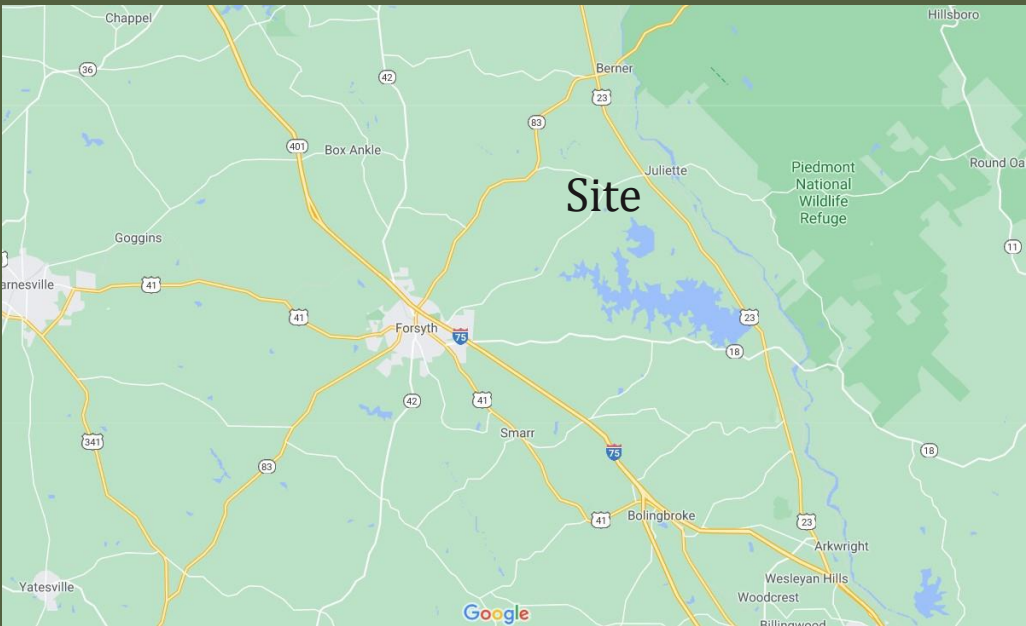 Chappel
Hillsboro
36
42
Berner
23
83
401
Box Ankle
Juliette
Piedmont
National
Wildlife
Refuge
Round Oa
Site
Goggins
11
41
arnesville
41
23
Forsyth
75
18
42
41
341
Smarr
75
18
83
41
Bolingbroke
23
Arkwright
Wesleyan Hills
Yatesville
Woodcrest
Google
Billingwood